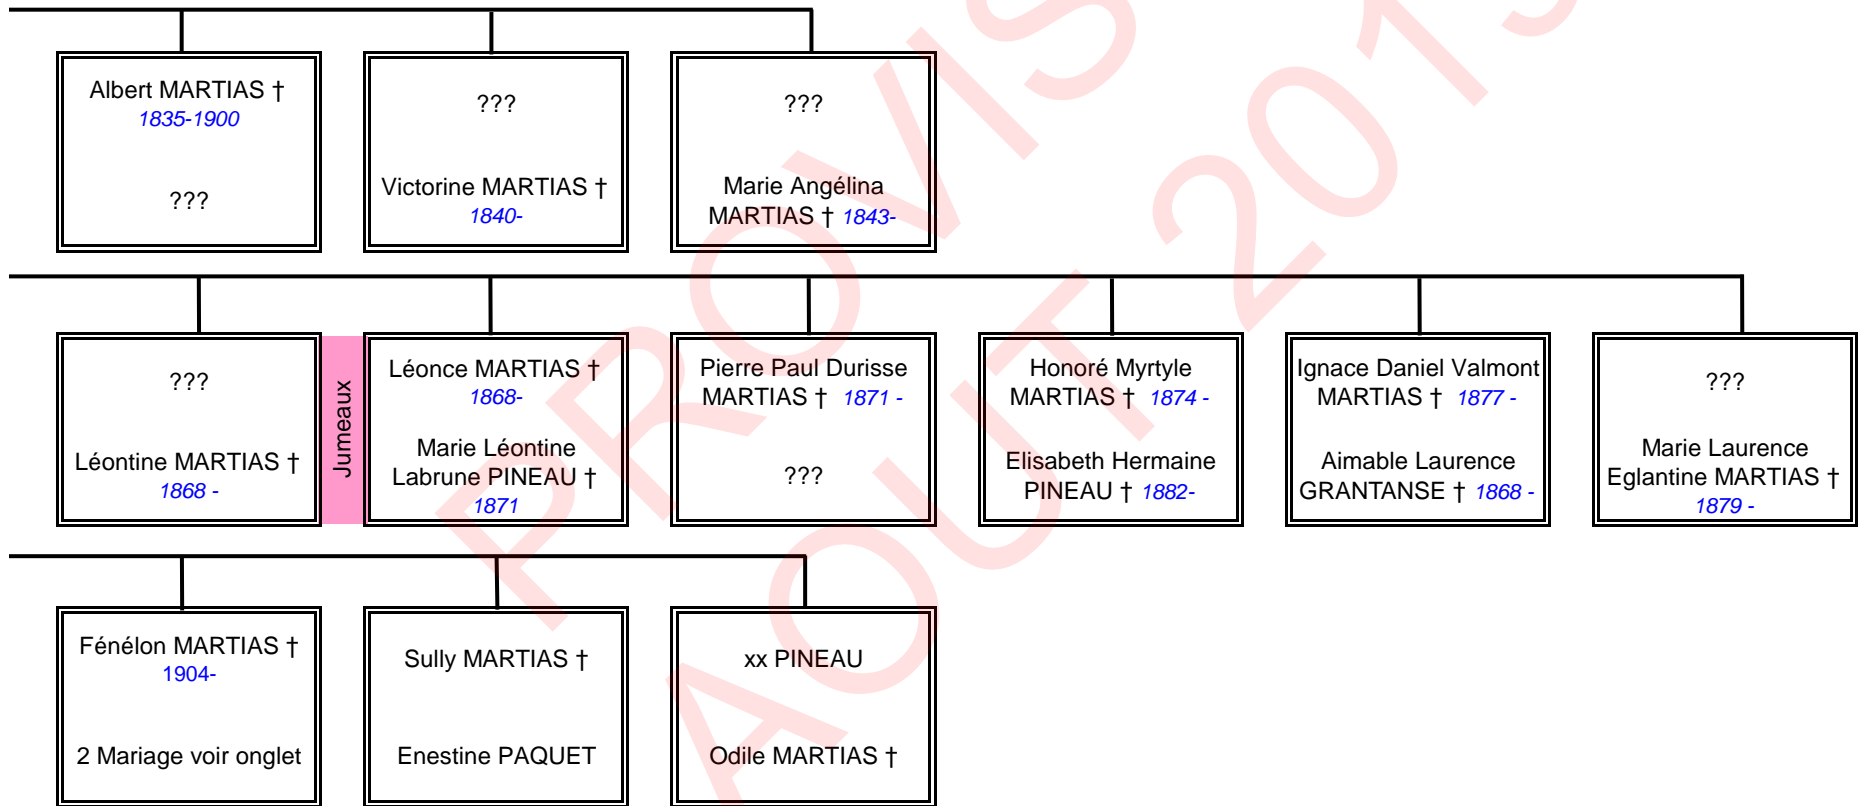 Albert MARTIAS †
1835-1900
???
???
Victorine MARTIAS †
1840-
???
Marie Angélina
MARTIAS † 1843-
???
Léontine MARTIAS †
1868 -
Jumeaux
Léonce MARTIAS †
1868-
Marie Léontine
Labrune PINEAU †
1871
Pierre Paul Durisse
MARTIAS † 1871 -
???
Honoré Myrtyle
MARTIAS † 1874 -
Elisabeth Hermaine
PINEAU † 1882-
Ignace Daniel Valmont
MARTIAS † 1877 -
Aimable Laurence
GRANTANSE † 1868 -
???
Marie Laurence
Eglantine MARTIAS †
1879 -
Fénélon MARTIAS †
1904-
2 Mariage voir onglet
Sully MARTIAS †
Enestine PAQUET
xx PINEAU
Odile MARTIAS †
PROVIS
AOUT 201